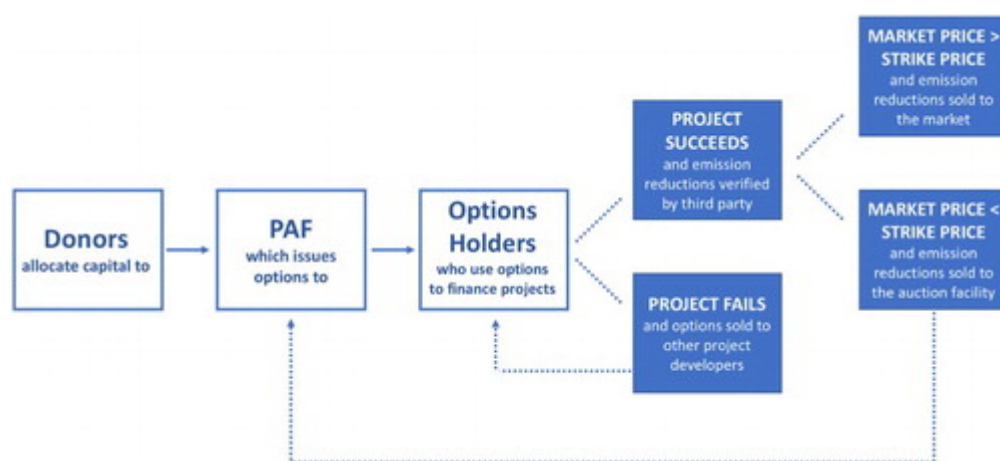 Donors
allocate capital to
PAF
which issues
options to
Options
Holders
who use options
to finance projects
PROJECT
SUCCEEDS
and emission
reductions verified
by third party
PROJECT FAILS
and options sold to
other project
developers
MARKET PRICE >
STRIKE PRICE
and emission
reductions sold to
the market
MARKET PRICE <
STRIKE PRICE
and emission
reductions sold to
the auction facility